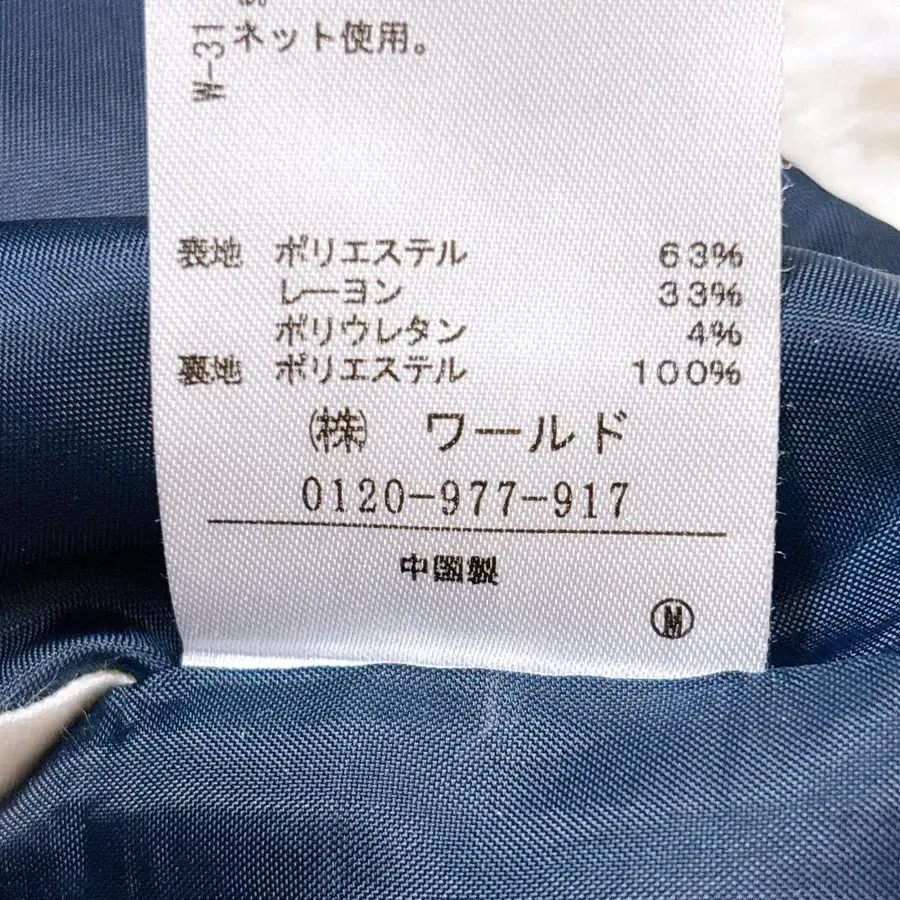 W-31
ネット使用。
表地 ポリエステル 63%
レーヨン 33%
ポリウレタン 4%
裏地 ポリエステル 100%
㈱ ワールド
0120-977-917
中国製
Ⓜ